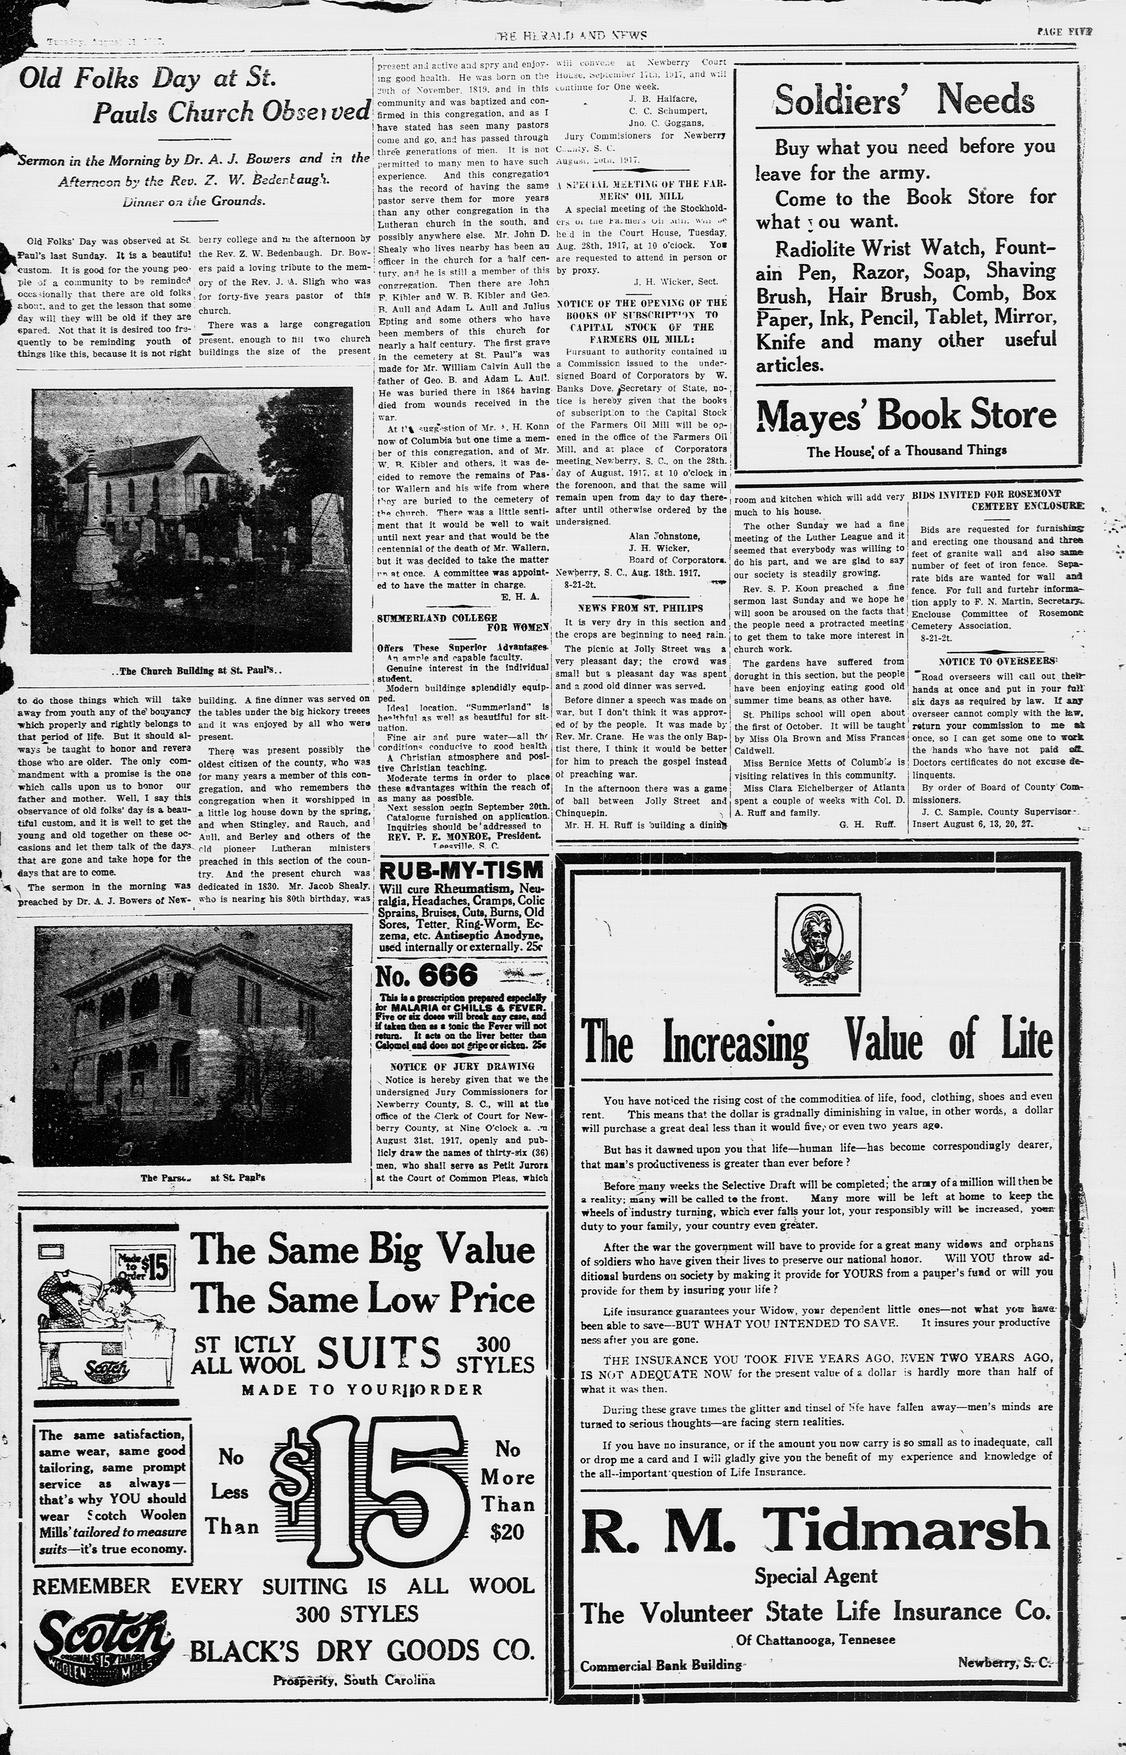 Tuesday, August 21, 1917.
THE HERALD AND NEWS
PAGE FIVE
Old Folks Day at St.
Pauls Church Observed
Sermon in the Morning by Dr. A. J. Bowers and in the
Afternoon by the Rev. Z. W. Bedenbaugh.
Dinner on the Grounds.
Old Folks' Day was observed at St.
Paul's last Sunday. It is a beautiful
custom. It is good for the young peo-
ple of a community to be reminded
occasionally that there are old folks
about, and to get the lesson that some
day will they will be old if they are
spared. Not that it is desired too fre-
quently to be reminding youth of
things like this, because it is not right
berry college and in the afternoon by
the Rev. Z. W. Bedenbaugh. Dr. Bow-
ers paid a loving tribute to the mem-
ory of the Rev. J. A. Sligh who was
for forty-five years pastor of this
church.
There was a large congregation
present, enough to fill two church
buildings the size of the present
..The Church Building at St. Paul's..
to do those things which will take
away from youth any of the bouyancy
which properly and rightly belongs to
that period of life. But it should al-
ways be taught to honor and revere
those who are older. The only com-
mandment with a promise is the one
which calls upon us to honor our
father and mother. Well, I say this
observance of old folks' day is a beau-
tiful custom, and it is well to get the
young and old together on these oc-
casions and let them talk of the days
that are gone and take hope for the
days that are to come.
The sermon in the morning was
preached by Dr. A. J. Bowers of New-
building. A fine dinner was served on
the tables under the big hickory treees
and it was enjoyed by all who were
present.
There was present possibly the
oldest citizen of the county, who was
for many years a member of this con-
gregation, and who remembers the
congregation when it worshipped in
a little log house down by the spring,
and when Stingley, and Rauch, and
Aull, and Berley and others of the
old pioneer Lutheran ministers
preached in this section of the coun-
try. And the present church was
dedicated in 1830. Mr. Jacob Shealy,
who is nearing his 80th birthday, was
The Pars.. at St. Paul's
present and active and spry and enjoy-
ing good health. He was born on the
20th of November, 1819, and in this
community and was baptized and con-
firmed in this congregation, and as I
have stated has seen many pastors
come and go, and has passed through
three generations of men. It is not
permitted to many men to have such
experience. And this congregation
has the record of having the same
pastor serve them for more years
than any other congregation in the
Lutheran church in the south, and
possibly anywhere else. Mr. John D.
Shealy who lives nearby has been an
officer in the church for a half cen-
tury, and he is still a member of this
congregation. Then there are John
F. Kibler and W. B. Kibler and Geo.
B. Aull and Adam L. Aull and Julius
Epting and some others who have
been members of this church for
nearly a half century. The first grave
in the cemetery at St. Paul's was
made for Mr. William Calvin Aull the
father of Geo. B. and Adam L. Aull.
He was buried there in 1864 having
died from wounds received in the
war.
At the suggestion of Mr. H. Konn
now of Columbia but one time a mem-
ber of this congregation, and of Mr.
W. B. Kibler and others, it was de-
cided to remove the remains of Pas-
tor Wallern and his wife from where
they are buried to the cemetery of
the church. There was a little senti-
ment that it would be well to wait
until next year and that would be the
centennial of the death of Mr. Wallern,
but it was decided to take the matter
up at once. A committee was appoint-
ed to have the matter in charge.
E. H. A.
SUMMERLAND COLLEGE
FOR WOMEN
Offers These Superior Advantages
An ample and capable faculty.
Genuine interest in the individual
student.
Modern buildinge splendidly equip-
ped.
Ideal location. "Summerland" is
healthful as well as beautiful for sit-
uation.
Fine air and pure water—all the
conditions conducive to good health.
A Christian atmosphere and posi-
tive Christian teaching.
Moderate terms in order to place
these advantages within the reach of
as many as possible.
Next session begin September 20th.
Catalogue furnished on application.
Inquiries should be addressed to
REV. P. E. MONROE, President.
Leesville, S. C.
RUB-MY-TISM
Will cure Rheumatism, Neu-
ralgia, Headaches, Cramps, Colic
Sprains, Bruises, Cuts, Burns, Old
Sores, Tetter, Ring-Worm, Ec-
zema, etc. Antiseptic Anodyne,
used internally or externally. 25c
No. 666
This is a prescription prepared especially
for MALARIA or CHILLS & FEVER.
Five or six doses will break any case, and
if taken then as a tonic the Fever will not
return. It acts on the liver better than
Calomel and does not gripe or sicken. 25c
NOTICE OF JURY DRAWING
Notice is hereby given that we the
undersigned Jury Commissioners for
Newberry County, S. C., will at the
office of the Clerk of Court for New-
berry County, at Nine O'clock a. m
August 31st, 1917, openly and pub-
licly draw the names of thirty-six (36)
men, who shall serve as Petit Jurors
at the Court of Common Pleas, which
will convene at Newberry Court
House, September 17th, 1917, and will
continue for One week.
J. B. Halfacre,
C. C. Schumpert,
Jno. C. Goggans,
Jury Commisioners for Newberry
County, S. C.
August, 20th, 1917.
A SPECIAL MEETING OF THE FAR-
MERS' OIL MILL
A special meeting of the Stockhold-
ers of the Farmers Oil Mill, will be
held in the Court House, Tuesday,
Aug. 28th, 1917, at 10 o'clock. You
are requested to attend in person or
by proxy.
J. H. Wicker, Sect.
NOTICE OF THE OPENING OF THE
BOOKS OF SUBSCRIPTION TO
CAPITAL STOCK OF THE
FARMERS OIL MILL:
Pursuant to authority contained in
a Commission issued to the under-
signed Board of Corporators by W.
Banks Dove, Secretary of State, no-
tice is hereby given that the books
of subscription to the Capital Stock
of the Farmers Oil Mill will be op-
ened in the office of the Farmers Oil
Mill, and at place of Corporators
meeting Newberry, S. C., on the 28th.
day of August, 1917, at 10 o'clock in
the forenoon, and that the same will
remain upen from day to day there-
after until otherwise ordered by the
undersigned.
Alan Johnstone,
J. H. Wicker,
Board of Corporators.
Newberry, S. C., Aug. 18th. 1917.
8-21-2t.
NEWS FROM ST. PHILIPS
It is very dry in this section and
the crops are beginning to need rain.
The picnic at Jolly Street was a
very pleasant day; the crowd was
small but a pleasant day was spent
and a good old dinner was served.
Before dinner a speech was made on
war, but I don't think it was approv-
ed of by the people. It was made by
Rev. Mr. Crane. He was the only Bap-
tist there, I think it would be better
for him to preach the gospel instead
of preaching war.
In the afternoon there was a game
of ball between Jolly Street and
Chinquepin.
Mr. H. H. Ruff is building a dining
Soldiers' Needs
Buy what you need before you
leave for the army.
Come to the Book Store for
what you want.
Radiolite Wrist Watch, Fount-
ain Pen, Razor, Soap, Shaving
Brush, Hair Brush, Comb, Box
Paper, Ink, Pencil, Tablet, Mirror,
Knife and many other useful
articles.
Mayes' Book Store
The House of a Thousand Things
room and kitchen which will add very
much to his house.
The other Sunday we had a fine
meeting of the Luther League and it
seemed that everybody was willing to
do his part, and we are glad to say
our society is steadily growing.
Rev. S. P. Koon preached a fine
sermon last Sunday and we hope he
will soon be aroused on the facts that
the people need a protracted meeting
to get them to take more interest in
church work.
The gardens have suffered from
dorught in this section, but the people
have been enjoying eating good old
summer time beans, as other have.
St. Philips school will open about
the first of October. It will be taught
by Miss Ola Brown and Miss Frances
Caldwell.
Miss Bernice Metts of Columbia is
visiting relatives in this community.
Miss Clara Eichelberger of Atlanta
spent a couple of weeks with Col. D.
A. Ruff and family.
G. H. Ruff.
BIDS INVITED FOR ROSEMONT
CEMTERY ENCLOSURE
Bids are requested for furnishing
and erecting one thousand and three
feet of granite wall and also same
number of feet of iron fence. Sepa-
rate bids are wanted for wall and
fence. For full and furtehr informa-
tion apply to F. N. Martin, Secretary.
Enclouse Committee of Rosemont
Cemetery Association.
8-21-2t.
NOTICE TO OVERSEERS:
Road overseers will call out their
hands at once and put in your full
six days as required by law. If any
overseer cannot comply with the law,
return your commission to me at
once, so I can get some one to work
the hands who have not paid off.
Doctors certificates do not excuse de-
linquents.
By order of Board of County Com-
missioners.
J. C. Sample, County Supervisor.
Insert August 6, 13, 20, 27.
The Increasing Value of Life
You have noticed the rising cost of the commodities of life, food, clothing, shoes and even
rent. This means that the dollar is gradually diminishing in value, in other words, a dollar
will purchase a great deal less than it would five, or even two years ago.
But has it dawned upon you that life—human life—has become correspondingly dearer,
that man's productiveness is greater than ever before?
Before many weeks the Selective Draft will be completed; the army of a million will then be
a reality; many will be called to the front. Many more will be left at home to keep the
wheels of industry turning, which ever falls your lot, your responsibly will be increased, your
duty to your family, your country even greater.
After the war the government will have to provide for a great many widows and orphans
of soldiers who have given their lives to preserve our national honor. Will YOU throw ad-
ditional burdens on society by making it provide for YOURS from a pauper's fund or will you
provide for them by insuring your life?
Life insurance guarantees your Widow, your dependent little ones—not what you have
been able to save—BUT WHAT YOU INTENDED TO SAVE. It insures your productive
ness after you are gone.
THE INSURANCE YOU TOOK FIVE YEARS AGO, EVEN TWO YEARS AGO,
IS NOT ADEQUATE NOW for the present value of a dollar is hardly more than half of
what it was then.
During these grave times the glitter and tinsel of life have fallen away—men's minds are
turned to serious thoughts—are facing stern realities.
If you have no insurance, or if the amount you now carry is so small as to inadequate, call
or drop me a card and I will gladly give you the benefit of my experience and knowledge of
the all--important question of Life Insurance.
R. M. Tidmarsh
Special Agent
The Volunteer State Life Insurance Co.
Of Chattanooga, Tennesee
Commercial Bank Building
Newberry, S. C.
Made to Order $15
Scotch
The Same Big Value
The Same Low Price
ST ICTLY
ALL WOOL
SUITS
300
STYLES
MADE TO YOUR ORDER
The same satisfaction,
same wear, same good
tailoring, same prompt
service as always—
that's why YOU should
wear Scotch Woolen
Mills' tailored to measure
suits—it's true economy.
No
Less
Than
$15
No
More
Than
$20
REMEMBER EVERY SUITING IS ALL WOOL
300 STYLES
Scotch
ORIGINAL $15 TAILORS
WOOLEN MILLS
BLACK'S DRY GOODS CO.
Prosperity, South Carolina